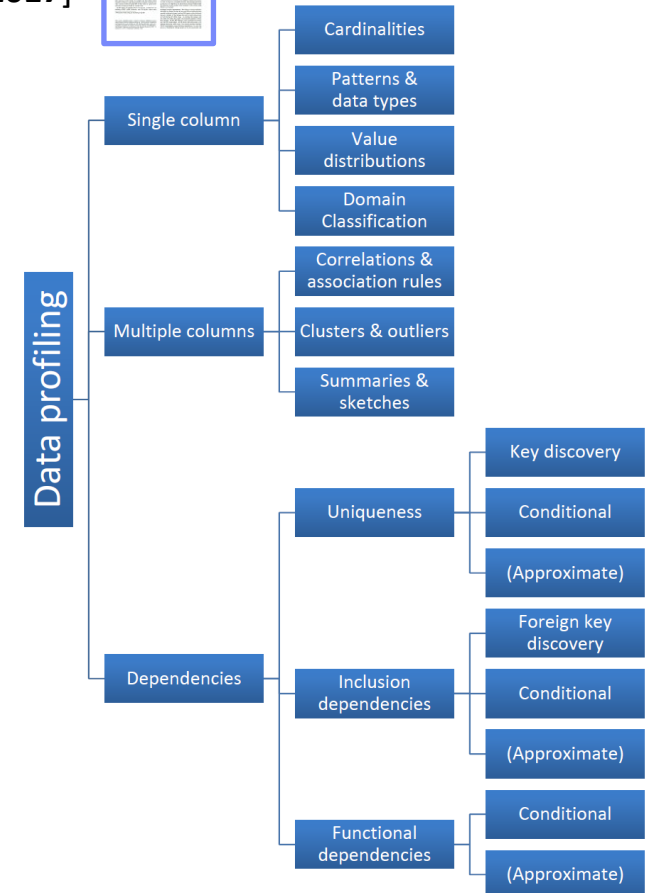 Cardinalities
Patterns &
data types
Single column
Value
distributions
Domain
Classification
Correlations &
association rules
Multiple columns
Clusters & outliers
Summaries &
sketches
Data profiling
Key discovery
Uniqueness
Conditional
(Approximate)
Foreign key
discovery
Dependencies
Inclusion
dependencies
Conditional
(Approximate)
Conditional
Functional
dependencies
(Approximate)